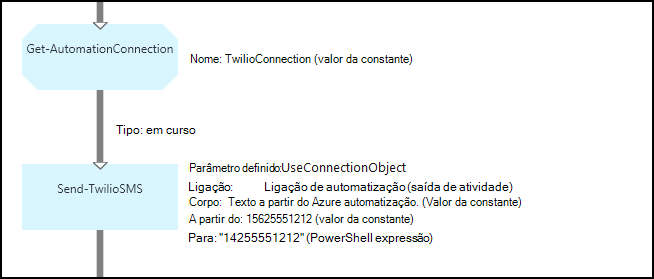 Get-AutomationConnection
Nome: TwilioConnection (valor da constante)
Tipo: em curso
Send-TwilioSMS
Parâmetro definido:UseConnectionObject
Ligação: Ligação de automatização (saída de atividade)
Corpo: Texto a partir do Azure automatização. (Valor da constante)
A partir do: 15625551212 (valor da constante)
Para: "14255551212" (PowerShell expressão)